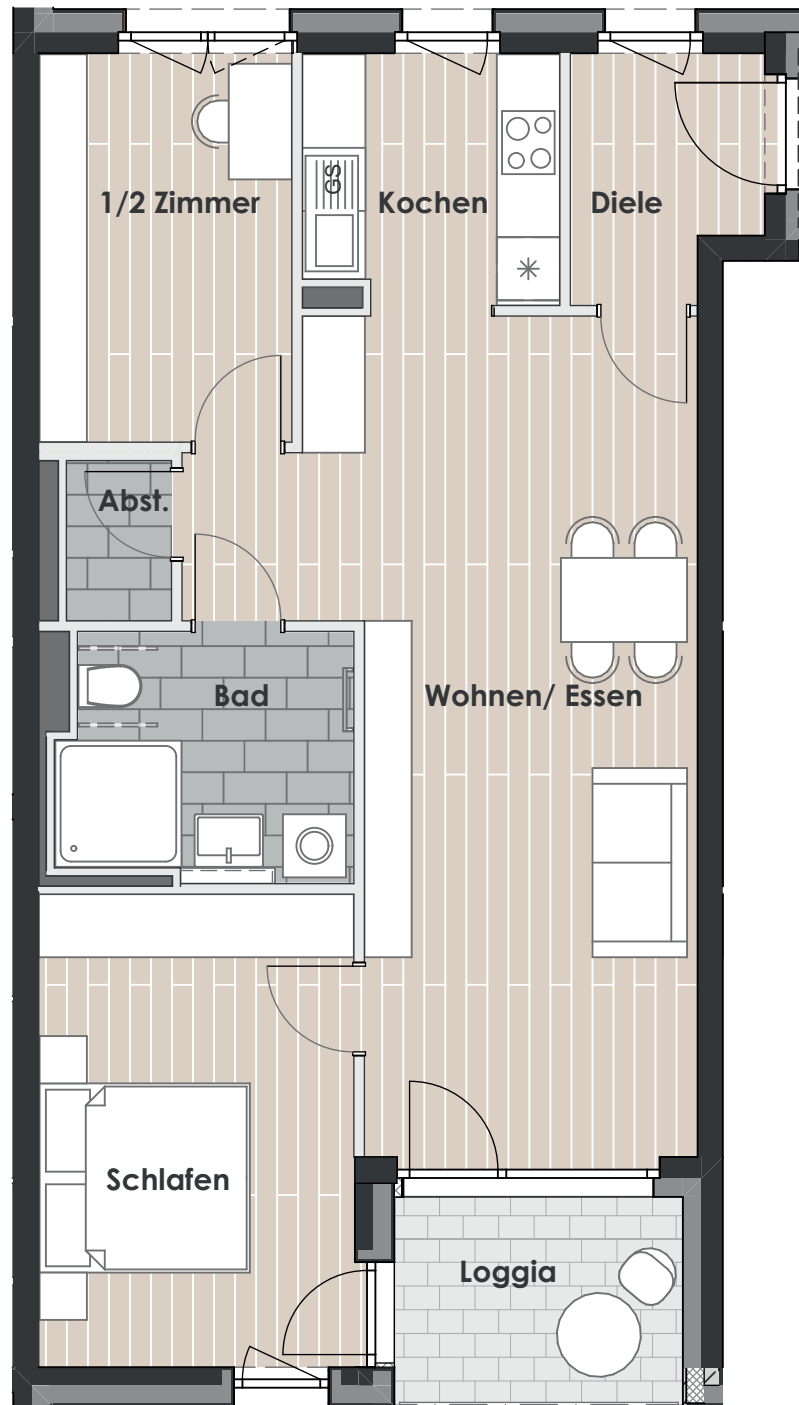 1/2 Zimmer
GS
Kochen
Diele
Abst.
Bad
Wohnen/ Essen
Schlafen
Loggia